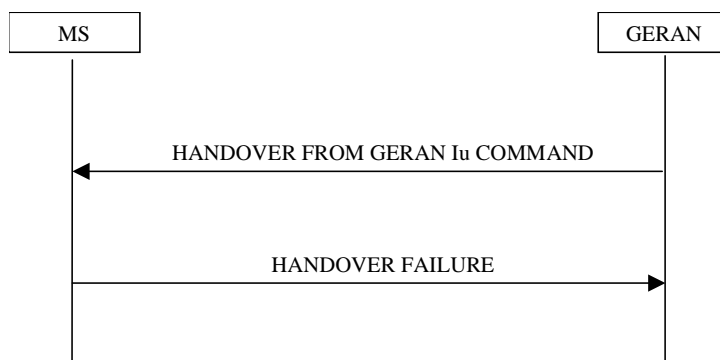 MS
GERAN
HANDOVER FROM GERAN Iu COMMAND
HANDOVER FAILURE